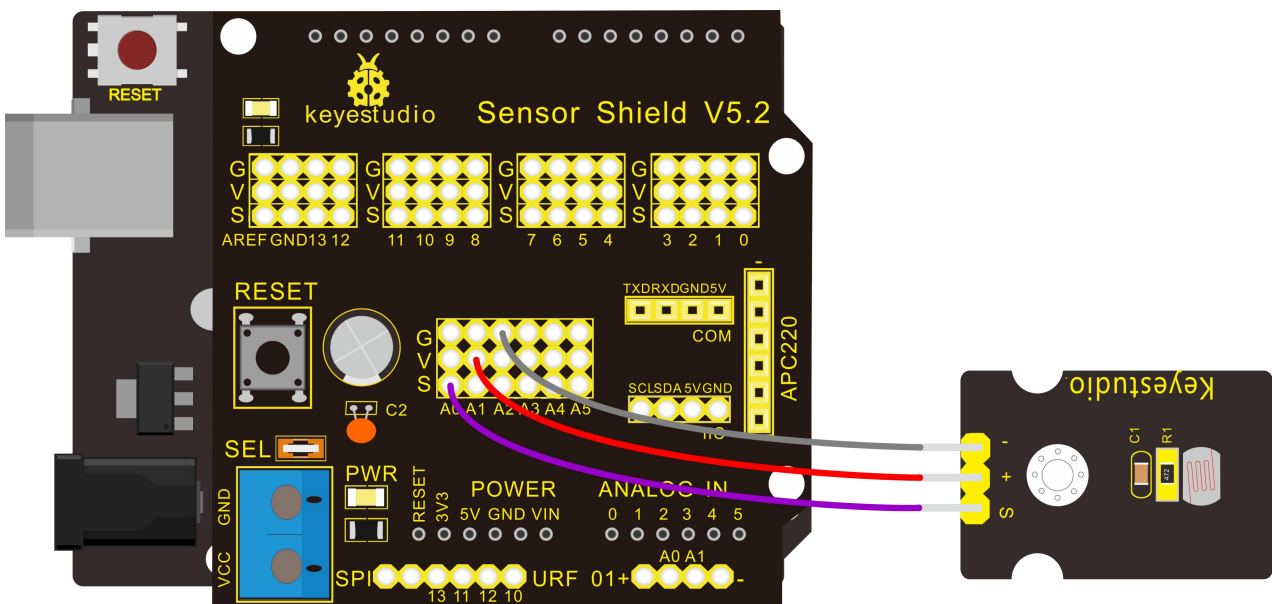 RESET
keyestudio
Sensor Shield V5.2
G
V
S
AREF GND 13 12
G
V
S
11 10 9 8
G
V
S
7 6 5 4
G
V
S
3 2 1 0
RESET
C2
G
V
S
A0 A1 A2 A3 A4 A5
TXD RXD GND 5V
COM
-
APC220
SCL SDA 5V GND
IIC
SEL
GND
VCC
PWR
RESET
3V3
POWER
5V GND VIN
ANALOG IN
0 1 2 3 4 5
A0 A1
SPI
13 11 12 10
URF
01+
-
Keyestudio
-
+
S
C1
R1
472